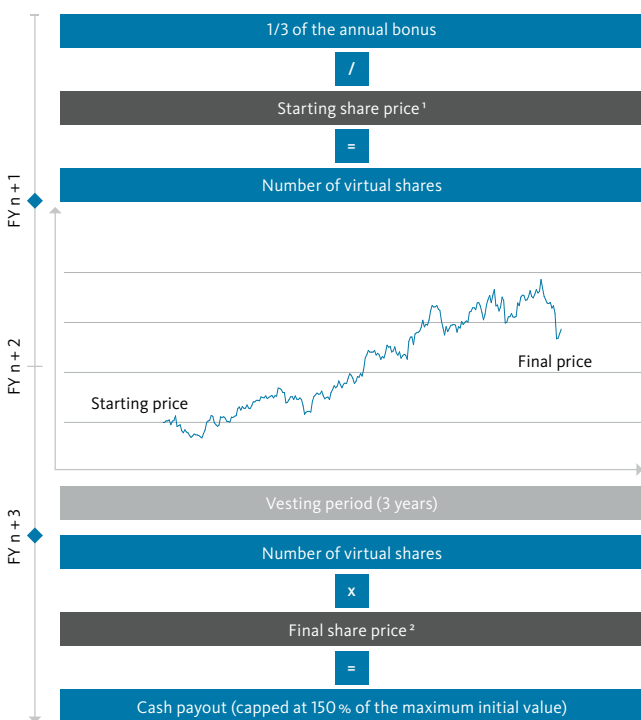 1/3 of the annual bonus
/
Starting share price ¹
=
Number of virtual shares
FY n + 1
FY n + 2
FY n + 3
Starting price
Final price
Vesting period (3 years)
Number of virtual shares
x
Final share price ²
=
Cash payout (capped at 150 % of the maximum initial value)